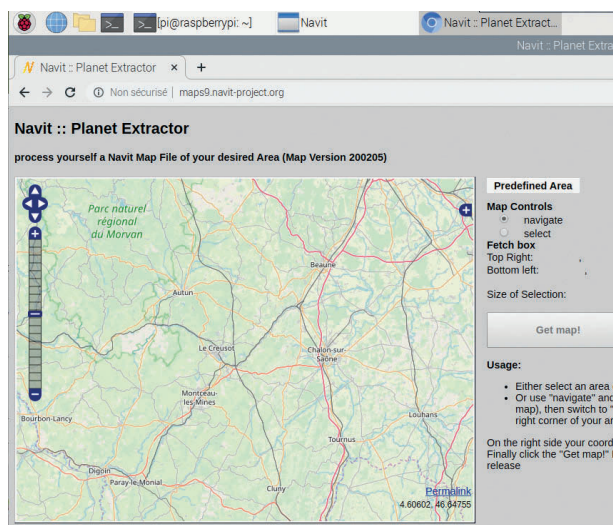 [pi@raspberrypi: ~]
Navit
Navit :: Planet Extract...
Navit :: Planet Extra
Navit :: Planet Extractor
Non sécurisé | maps9.navit-project.org
Navit :: Planet Extractor
process yourself a Navit Map File of your desired Area (Map Version 200205)
Parc naturel
régional
du Morvan
Beaune
Autun
Le Creusot
Chalon-sur-
Saône
Montceau-
les-Mines
Bourbon-Lancy
Louhans
Tournus
Digoin
Paray-le-Monial
Cluny
Permalink
4.60602, 46.64755
Predefined Area
Map Controls
navigate
select
Fetch box
Top Right: ,
Bottom left: ,
Size of Selection:
Get map!
Usage:
Either select an area
Or use "navigate" and
map), then switch to "
right corner of your ar
On the right side your coord
Finally click the "Get map!"
release